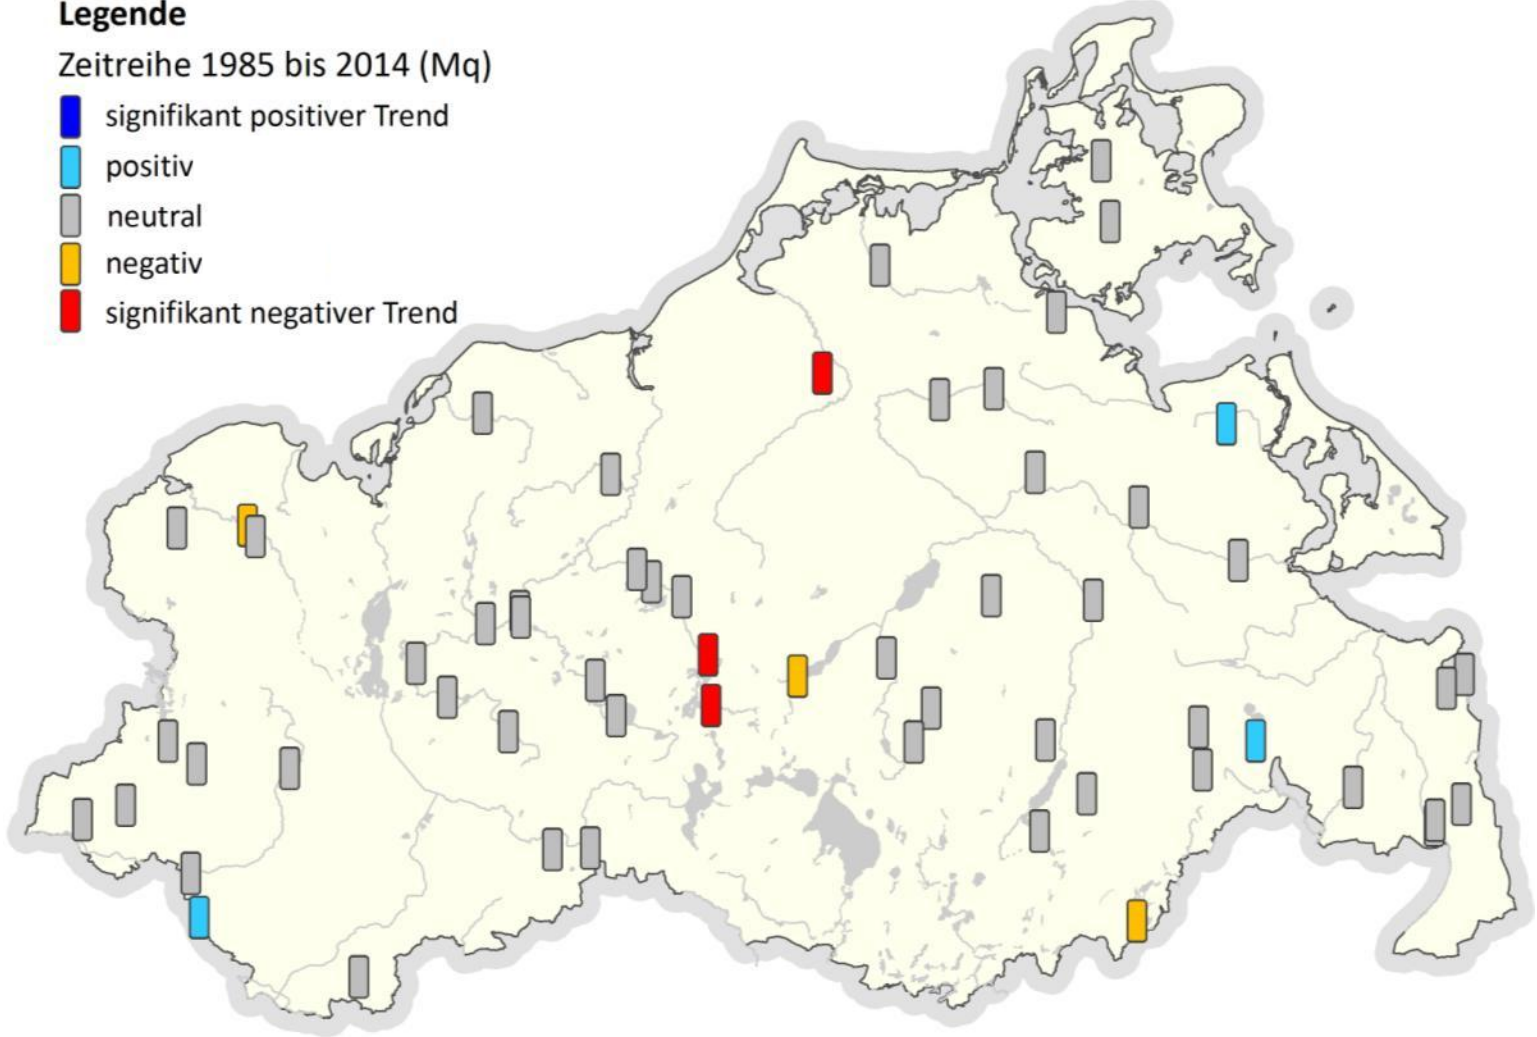 Legende
Zeitreihe 1985 bis 2014 (Mq)
signifikant positiver Trend
positiv
neutral
negativ
signifikant negativer Trend